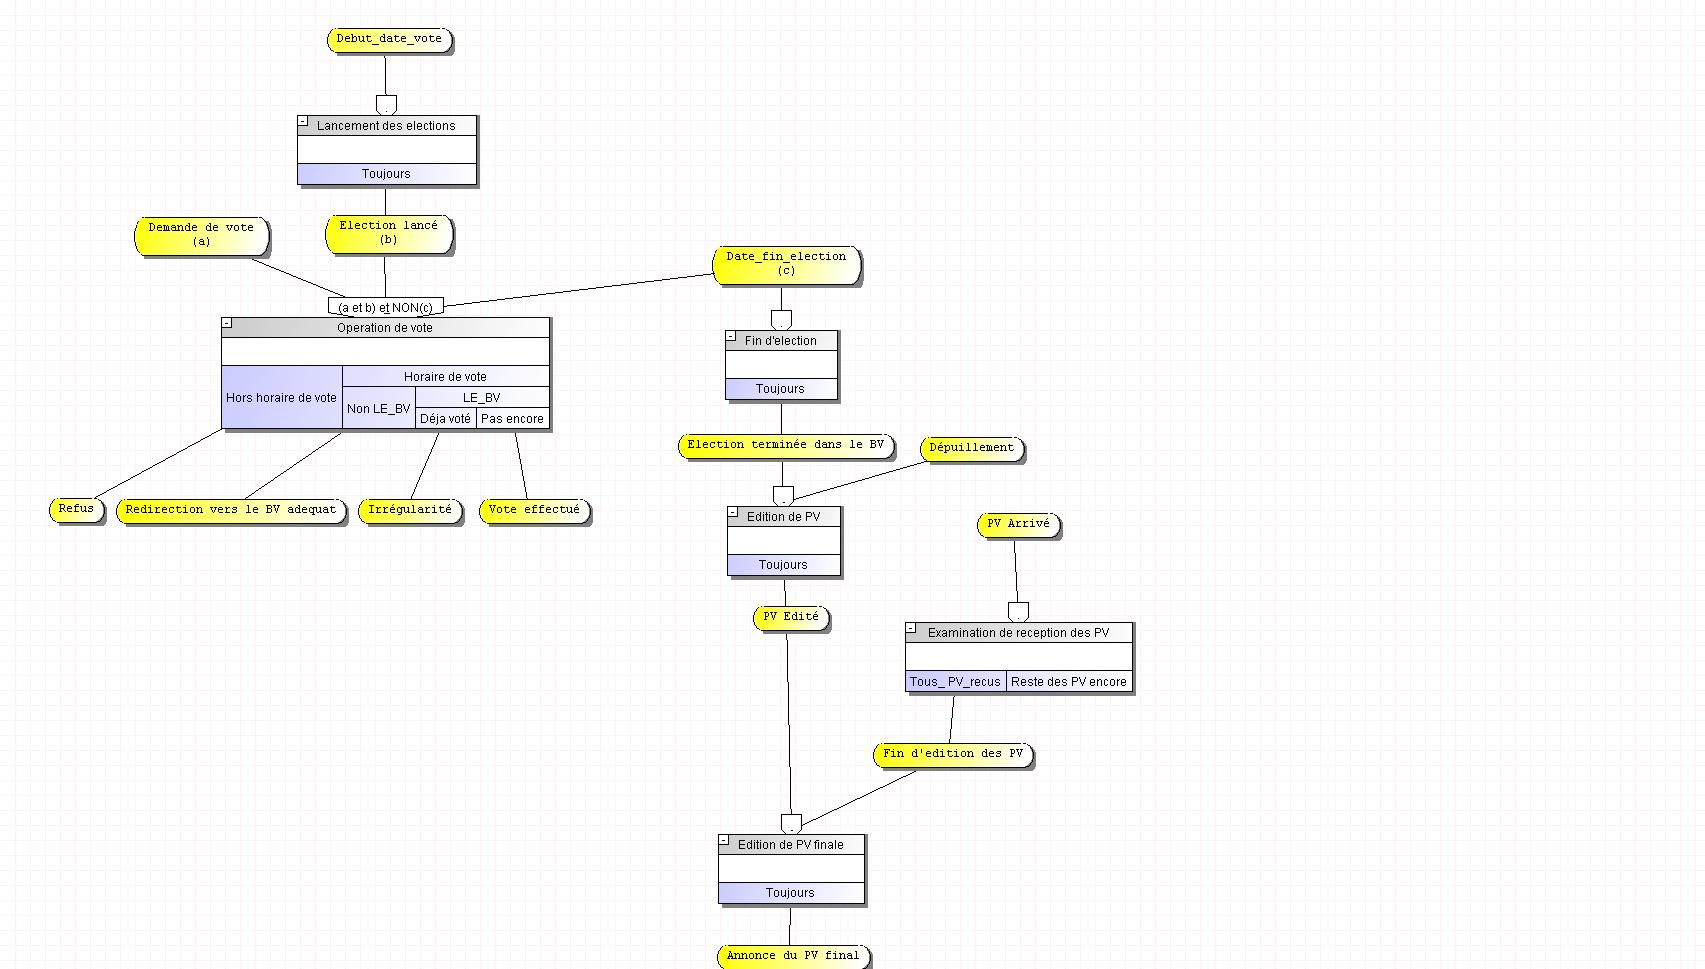 Debut_date_vote
Lancement des elections
Toujours
Demande de vote
(a)
Election lancé
(b)
Date_fin_election
(c)
(a et b) et NON(c)
Operation de vote
Hors horaire de vote
Horaire de vote
Non LE_BV
LE_BV
Déja voté
Pas encore
Refus
Redirection vers le BV adequat
Irrégularité
Vote effectué
Fin d'election
Toujours
Election terminée dans le BV
Dépuillement
Edition de PV
Toujours
PV Edité
PV Arrivé
Examination de reception des PV
Tous_ PV_recus
Reste des PV encore
Fin d'edition des PV
Edition de PV finale
Toujours
Annonce du PV final